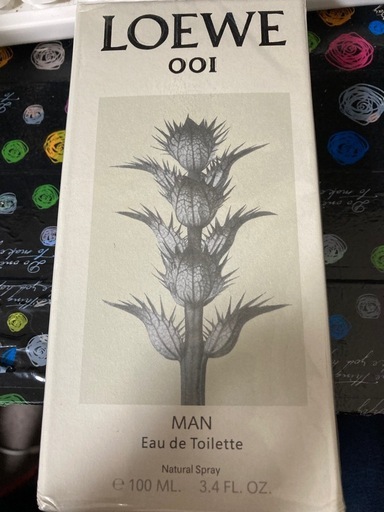 LOEWE
001
MAN
Eau de Toilette
Natural Spray
℮ 100 ML. 3.4 FL. OZ.